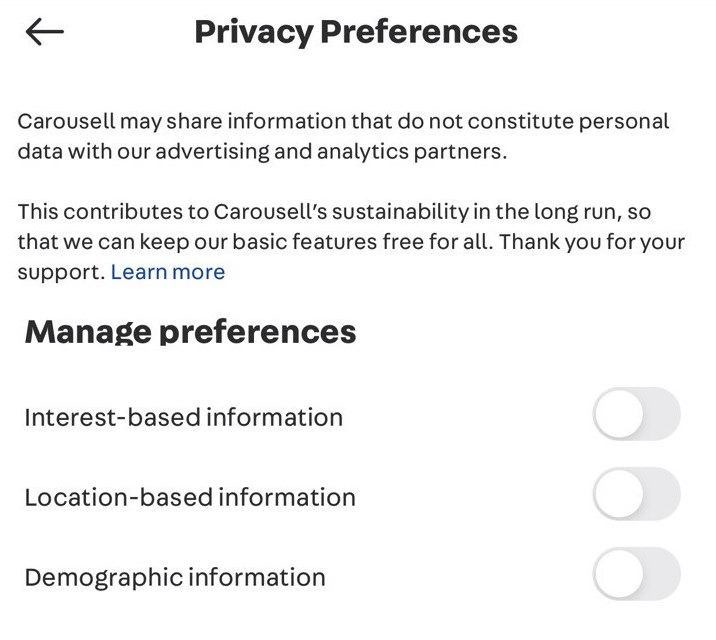 Privacy Preferences
Carousell may share information that do not constitute personal
data with our advertising and analytics partners.
This contributes to Carousell's sustainability in the long run, so
that we can keep our basic features free for all. Thank you for your
support. Learn more
Manage preferences
Interest-based information
Location-based information
Demographic information